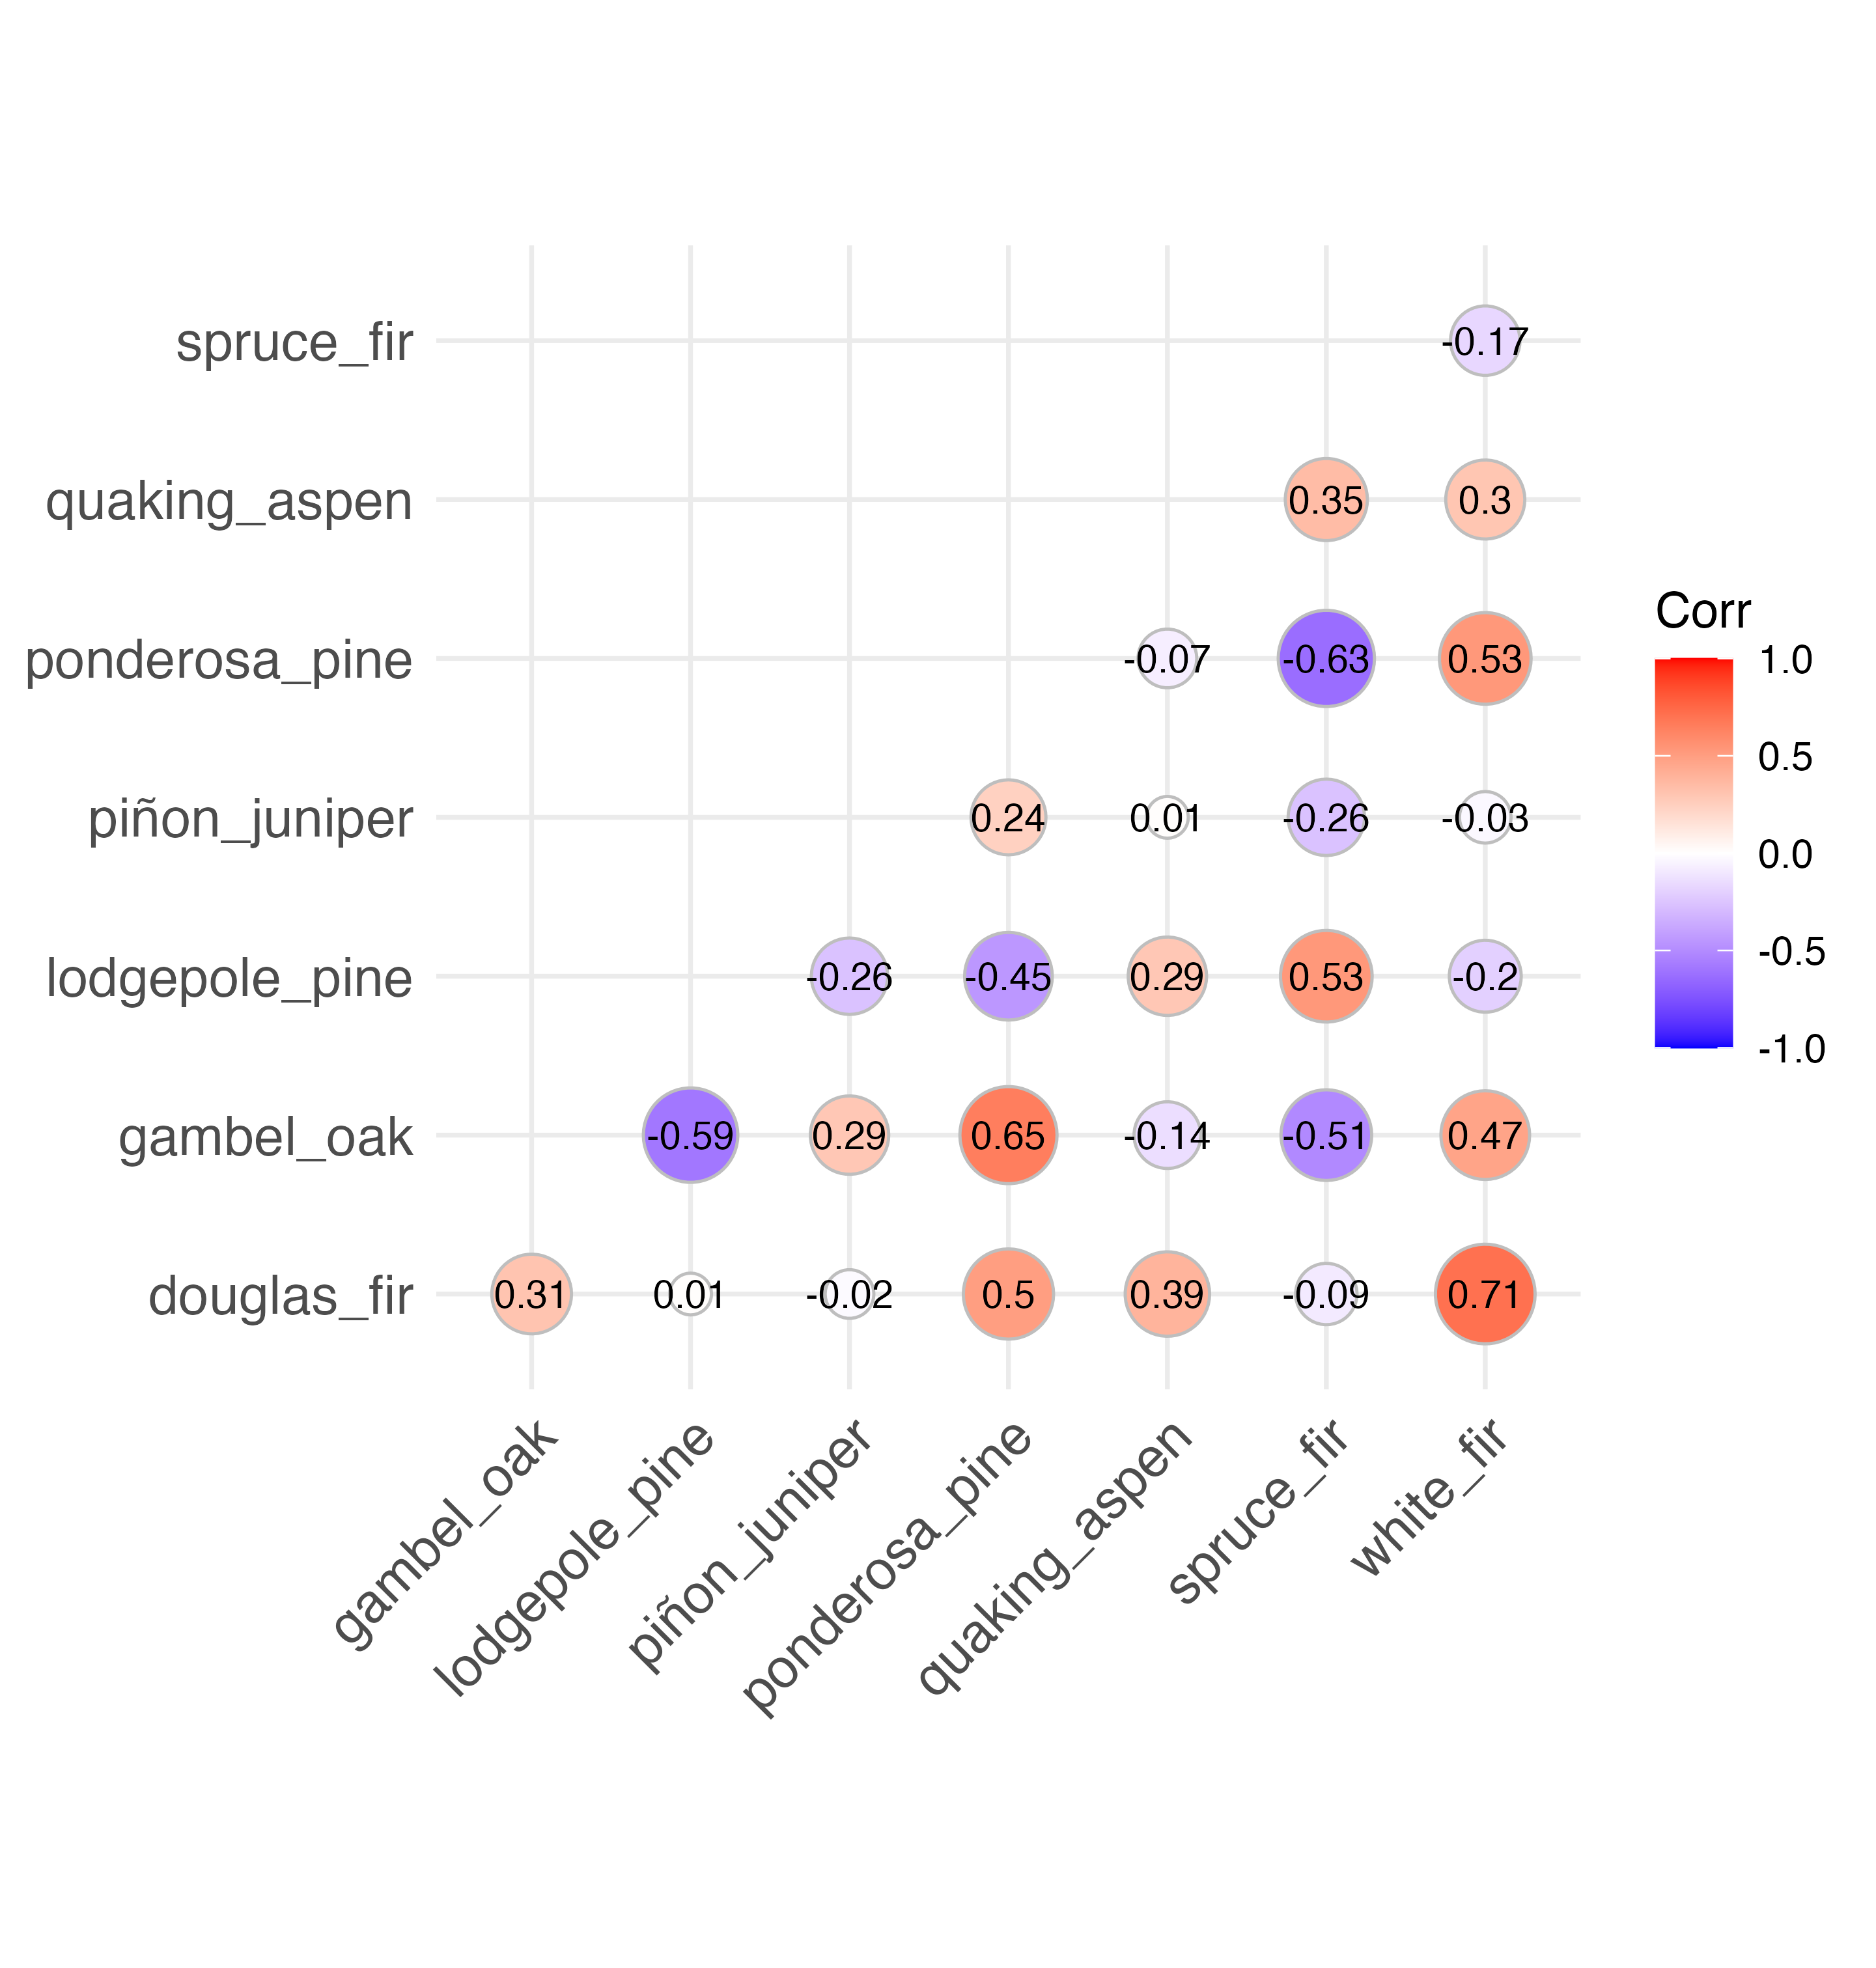 spruce_fir -0.17
quaking_aspen 0.35 0.3
ponderosa_pine -0.07 -0.63 0.53
piñon_juniper 0.24 0.01 -0.26 -0.03
lodgepole_pine -0.26 -0.45 0.29 0.53 -0.2
gambel_oak -0.59 0.29 0.65 -0.14 -0.51 0.47
douglas_fir 0.31 0.01 -0.02 0.5 0.39 -0.09 0.71
gambel_oak
lodgepole_pine
piñon_juniper
ponderosa_pine
quaking_aspen
spruce_fir
white_fir
Corr
1.0
0.5
0.0
-0.5
-1.0